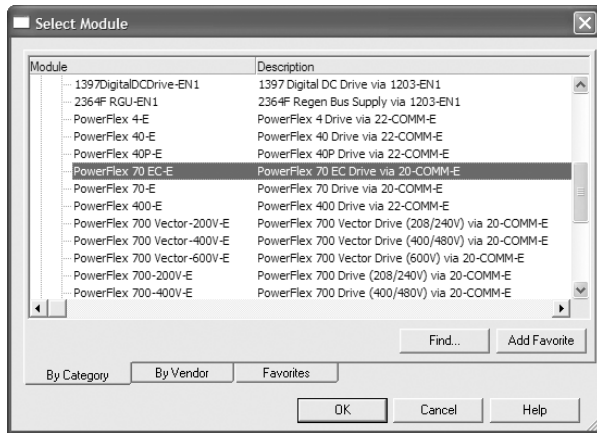 Select Module
Module Description
1397DigitalDCDrive-EN1 1397 Digital DC Drive via 1203-EN1
2364F RGU-EN1 2364F Regen Bus Supply via 1203-EN1
PowerFlex 4-E PowerFlex 4 Drive via 22-COMM-E
PowerFlex 40-E PowerFlex 40 Drive via 22-COMM-E
PowerFlex 40P-E PowerFlex 40P Drive via 22-COMM-E
PowerFlex 70 EC-E PowerFlex 70 EC Drive via 20-COMM-E
PowerFlex 70-E PowerFlex 70 Drive via 20-COMM-E
PowerFlex 400-E PowerFlex 400 Drive via 22-COMM-E
PowerFlex 700 Vector-200V-E PowerFlex 700 Vector Drive (208/240V) via 20-COMM-E
PowerFlex 700 Vector-400V-E PowerFlex 700 Vector Drive (400/480V) via 20-COMM-E
PowerFlex 700 Vector-600V-E PowerFlex 700 Vector Drive (600V) via 20-COMM-E
PowerFlex 700-200V-E PowerFlex 700 Drive (208/240V) via 20-COMM-E
PowerFlex 700-400V-E PowerFlex 700 Drive (400/480V) via 20-COMM-E
Find... Add Favorite
By Category By Vendor Favorites
OK Cancel Help